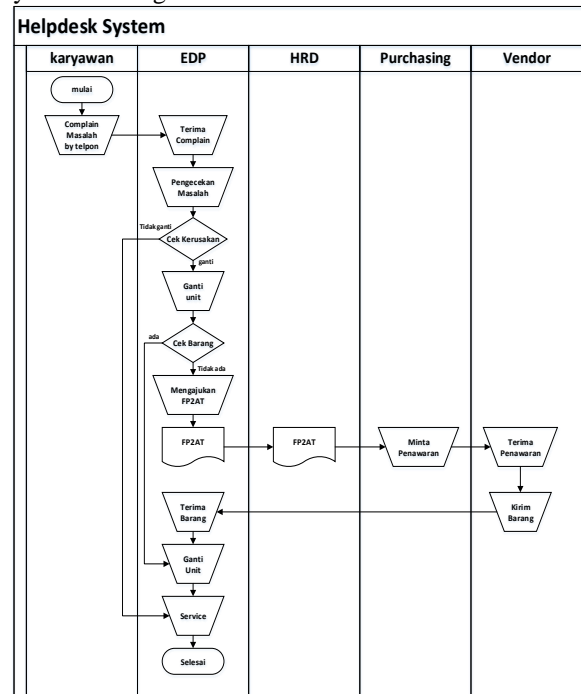 Helpdesk System
karyawan
EDP
HRD
Purchasing
Vendor
mulai
Complain
Masalah
by telpon
Terima
Complain
Pengecekan
Masalah
Tidak ganti
Cek Kerusakan
ganti
Ganti
unit
ada
Cek Barang
Tidak ada
Mengajukan
FP2AT
FP2AT
FP2AT
Minta
Penawaran
Terima
Penawaran
Terima
Barang
Kirim
Barang
Ganti
Unit
Service
Selesai